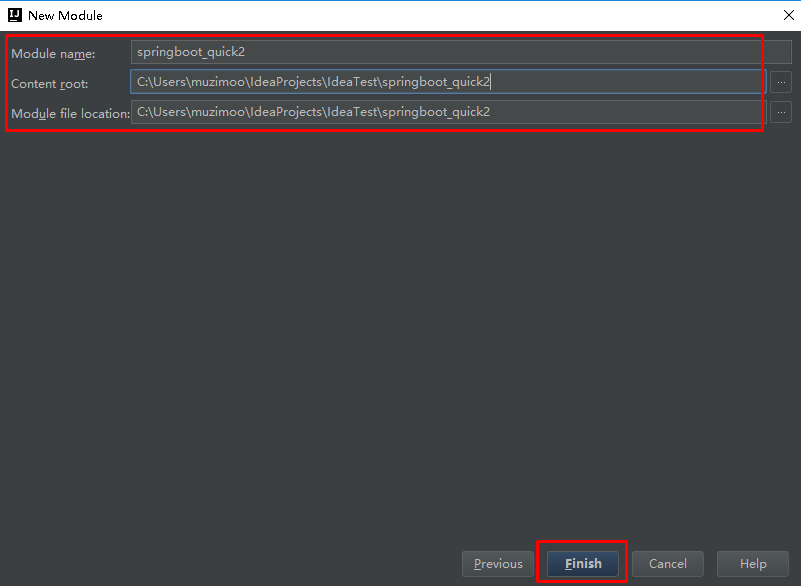 IJ New Module
Module name: springboot_quick2
Content root: C:\Users\muzimoo\IdeaProjects\IdeaTest\springboot_quick2 ...
Module file location: C:\Users\muzimoo\IdeaProjects\IdeaTest\springboot_quick2 ...
Previous Finish Cancel Help